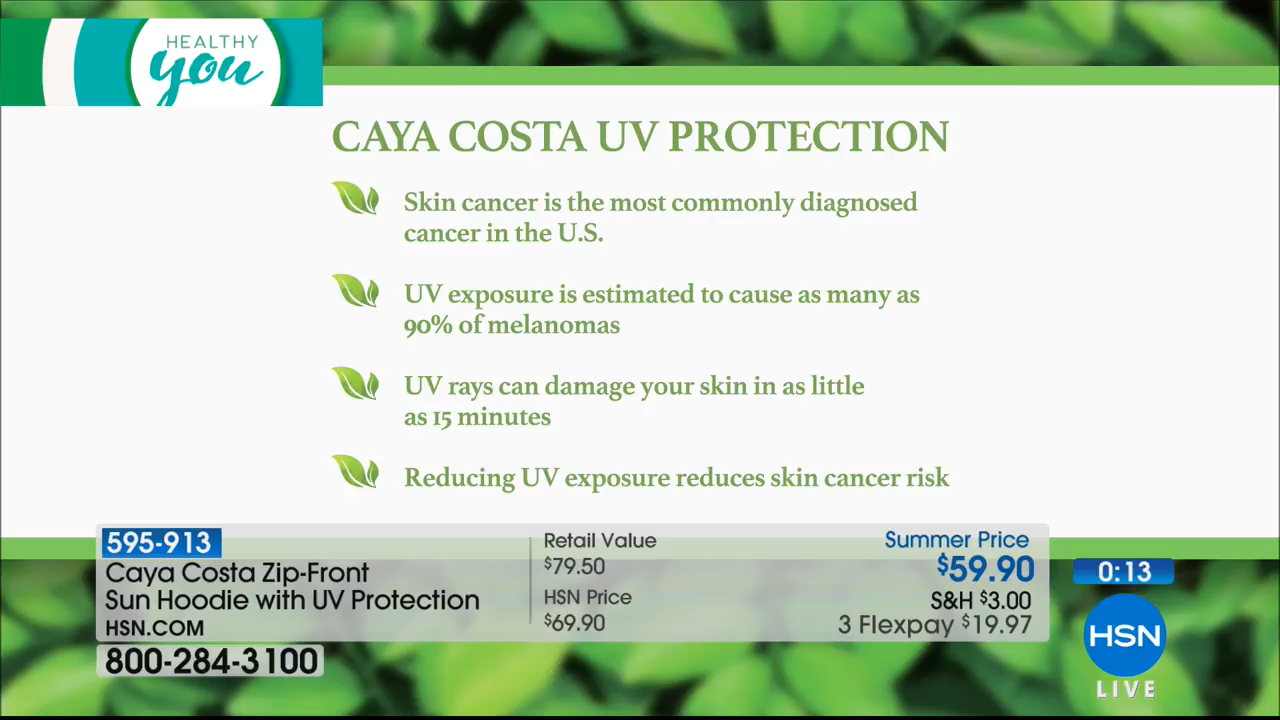 HEALTHY
you
CAYA COSTA UV PROTECTION
Skin cancer is the most commonly diagnosed
cancer in the U.S.
UV exposure is estimated to cause as many as
90% of melanomas
UV rays can damage your skin in as little
as 15 minutes
Reducing UV exposure reduces skin cancer risk
595-913
Caya Costa Zip-Front
Sun Hoodie with UV Protection
HSN.COM
800-284-3100
Retail Value
$79.50
HSN Price
$69.90
Summer Price
$59.90
S&H $3.00
3 Flexpay $19.97
0:13
HSN
LIVE